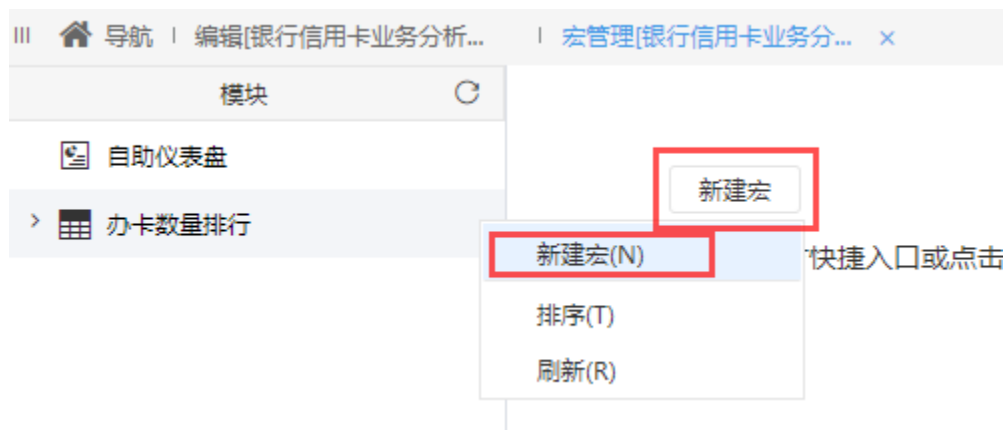 导航 编辑[银行信用卡业务分析... 宏管理[银行信用卡业务分... ×
模块
自助仪表盘
新建宏
办卡数量排行
新建宏(N)
快捷入口或点击
排序(T)
刷新(R)